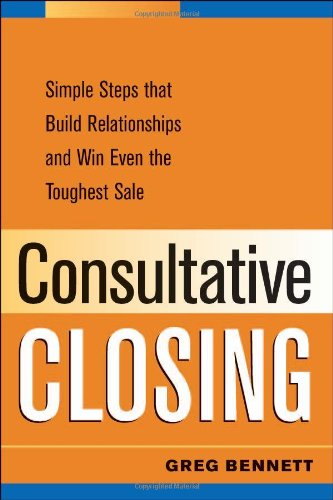 Simple Steps that
Build Relationships
and Win Even the
Toughest Sale
Consultative
CLOSING
GREG BENNETT